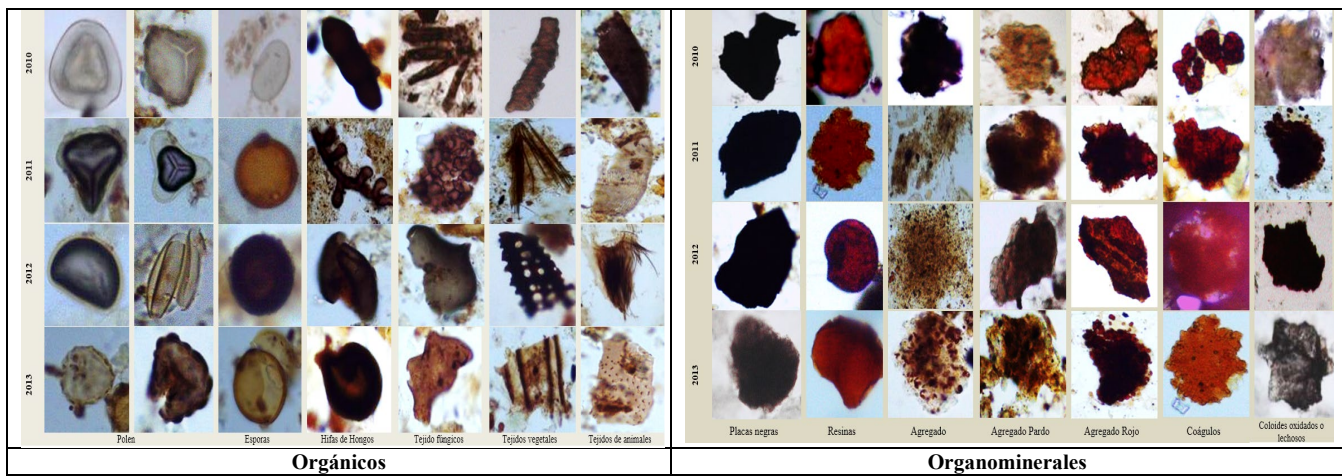 2010
2011
2012
2013
Polen
Esporas
Hifas de Hongos
Tejido fúngicos
Tejidos vegetales
Tejidos de animales
Orgánicos
2010
2011
2012
2013
Placas negras
Resinas
Agregado
Agregado Pardo
Agregado Rojo
Coágulos
Coloides oxidados o
lechosos
Organominerales